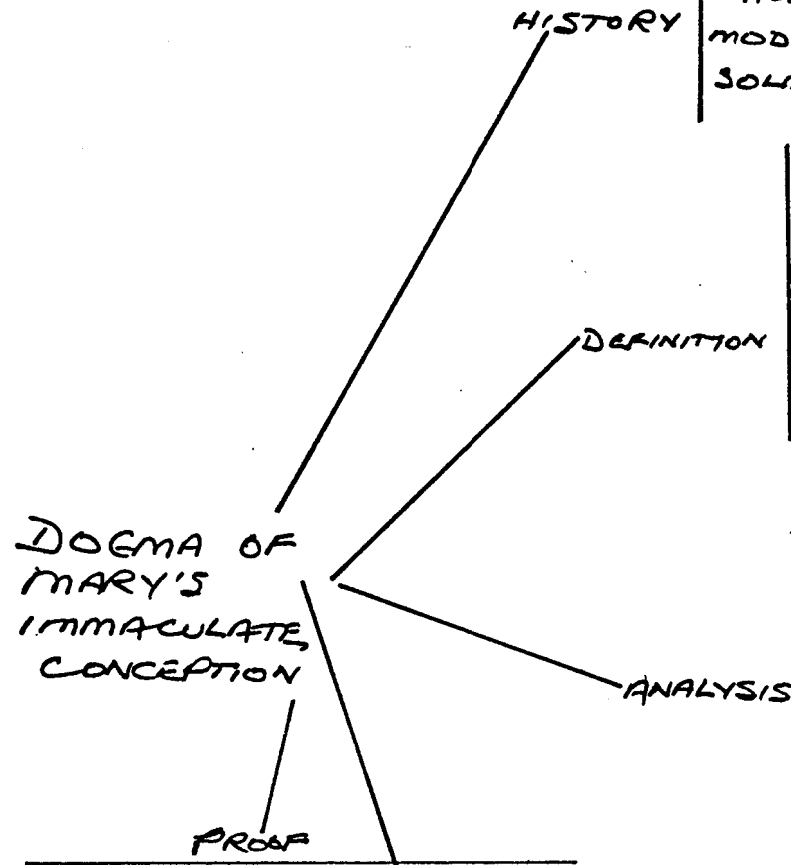 HISTORY
MOD
SOL
DEFINITION
DOGMA OF
MARY'S
IMMACULATE
CONCEPTION
ANALYSIS
PROOF